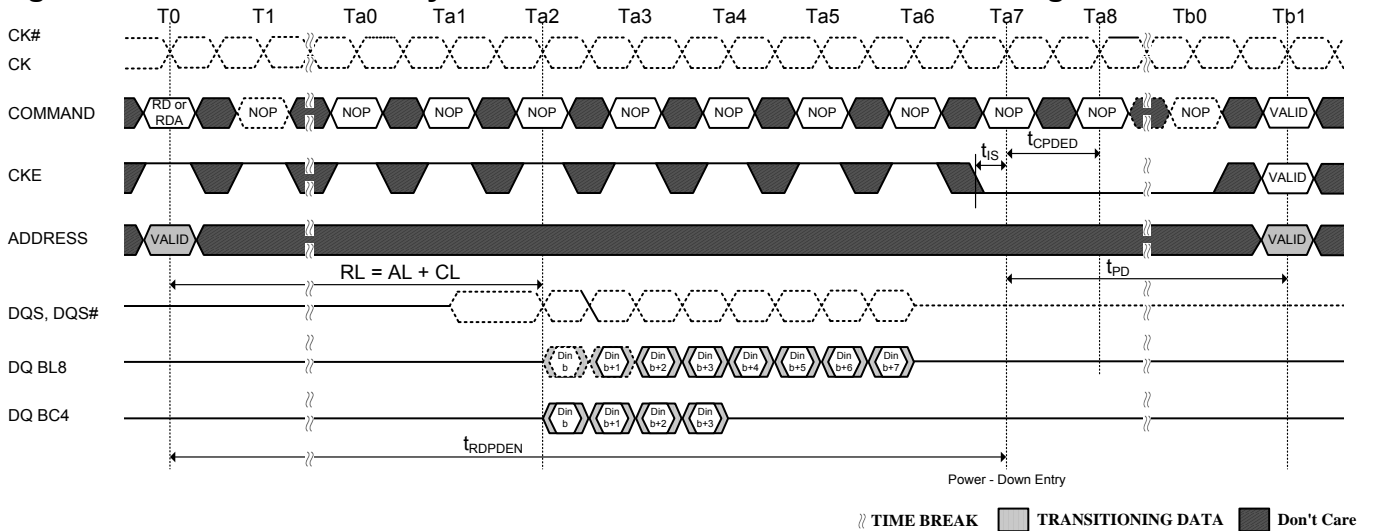 T0 T1 Ta0 Ta1 Ta2 Ta3 Ta4 Ta5 Ta6 Ta7 Ta8 Tb0 Tb1
CK#
CK
COMMAND
RD or
RDA
NOP NOP NOP NOP NOP NOP NOP NOP NOP NOP NOP VALID
tIS
tCPDED
CKE
VALID
ADDRESS
VALID
VALID
RL = AL + CL
tPD
DQS, DQS#
DQ BL8
Din
b
Din
b+1
Din
b+2
Din
b+3
Din
b+4
Din
b+5
Din
b+6
Din
b+7
DQ BC4
Din
b
Din
b+1
Din
b+2
Din
b+3
tRDPDEN
Power - Down Entry
TIME BREAK TRANSITIONING DATA Don't Care